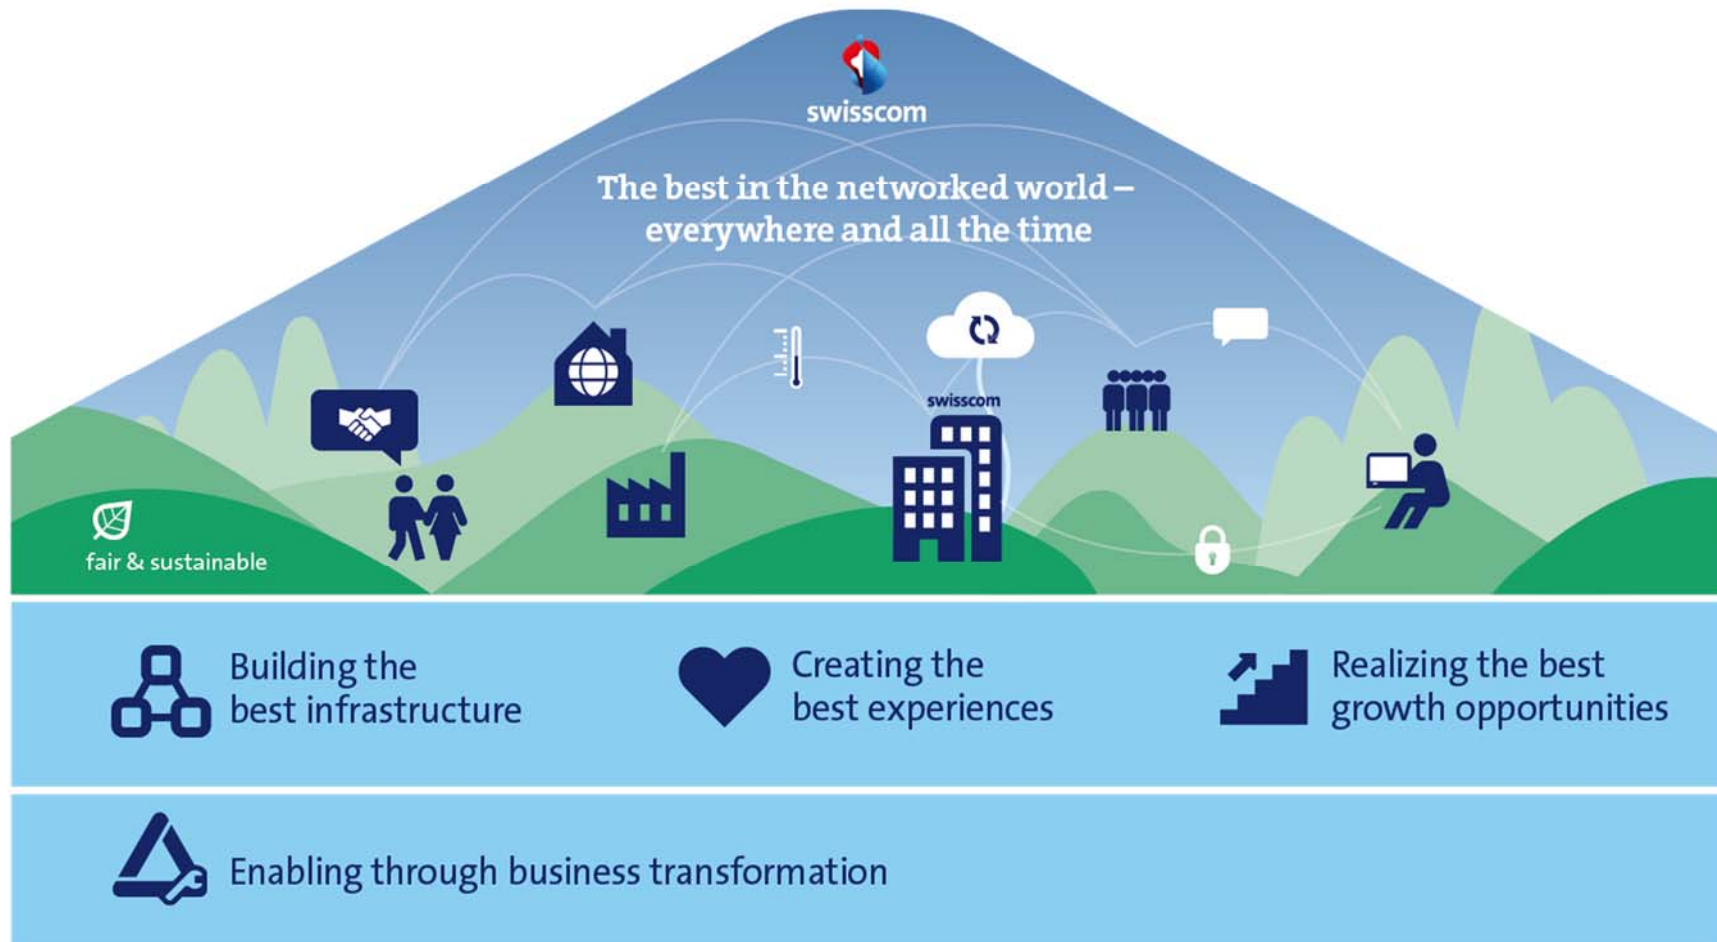 swisscom
The best in the networked world –
everywhere and all the time
swisscom
fair & sustainable
Building the
best infrastructure
Creating the
best experiences
Realizing the best
growth opportunities
Enabling through business transformation